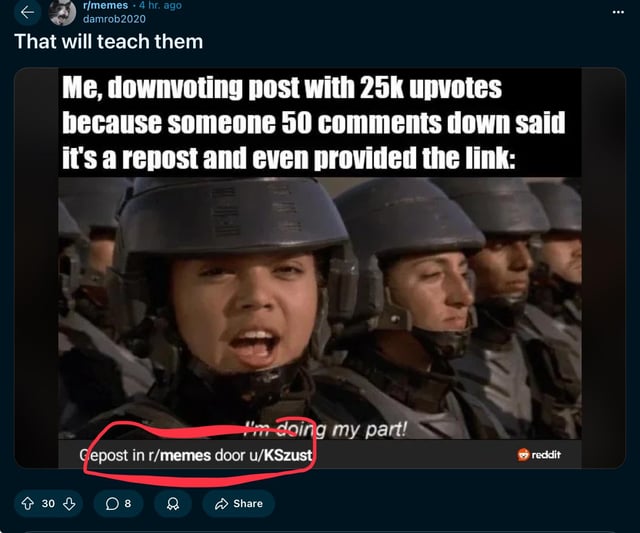 r/memes • 4 hr. ago
damrob2020
That will teach them
Me, downvoting post with 25k upvotes
because someone 50 comments down said
it's a repost and even provided the link:
I'm doing my part!
Gepost in r/memes door u/KSzust
reddit
30
8
Share